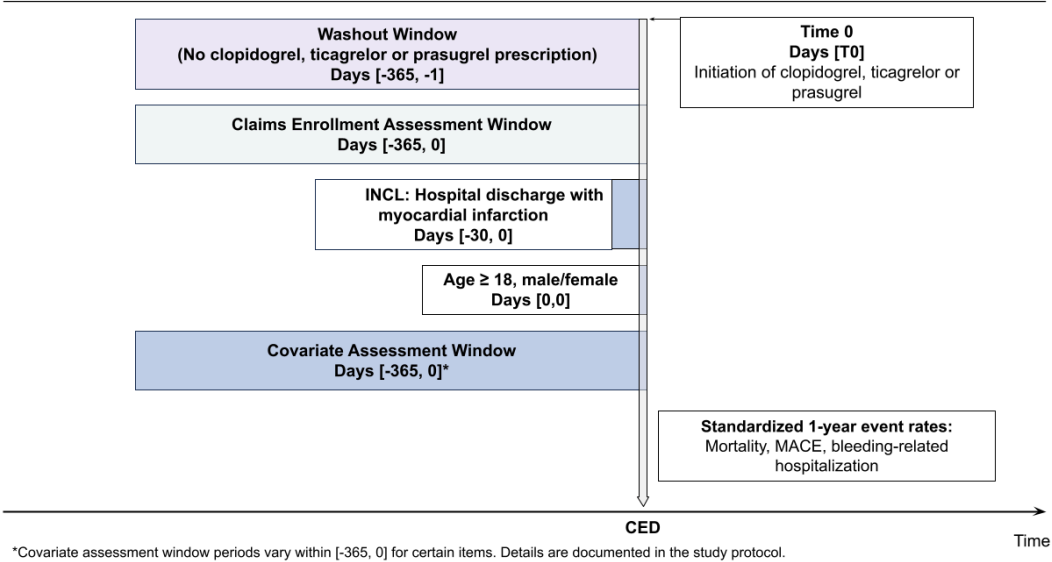 Washout Window
(No clopidogrel, ticagrelor or prasugrel prescription)
Days [-365, -1]
Time 0
Days [T0]
Initiation of clopidogrel, ticagrelor or
prasugrel
Claims Enrollment Assessment Window
Days [-365, 0]
INCL: Hospital discharge with
myocardial infarction
Days [-30, 0]
Age ≥ 18, male/female
Days [0,0]
Covariate Assessment Window
Days [-365, 0]*
Standardized 1-year event rates:
Mortality, MACE, bleeding-related
hospitalization
CED
Time
*Covariate assessment window periods vary within [-365, 0] for certain items. Details are documented in the study protocol.